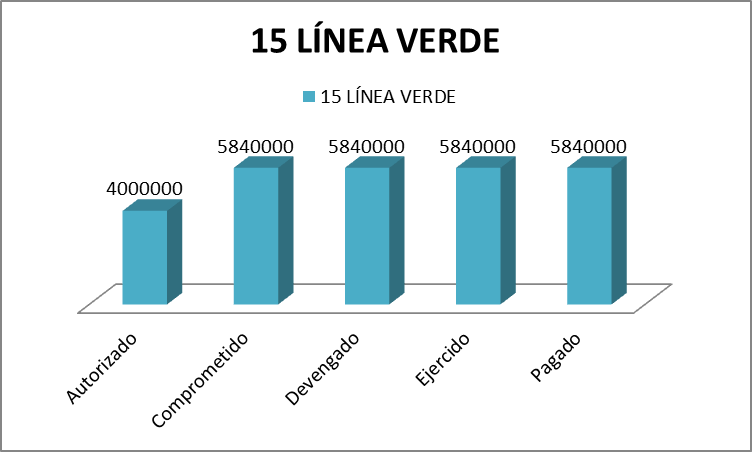 15 LÍNEA VERDE
15 LÍNEA VERDE
4000000
5840000
5840000
5840000
5840000
Autorizado
Comprometido
Devengado
Ejercido
Pagado